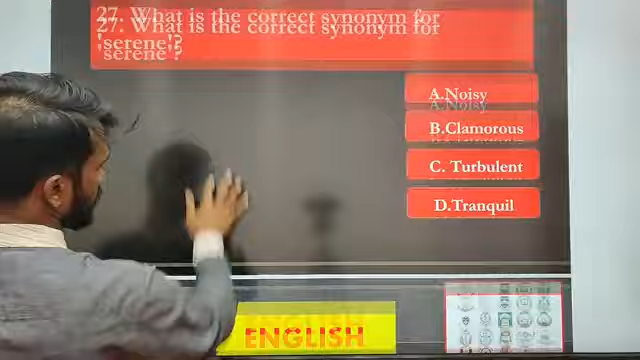 27. What is the correct synonym for
'serene'?
A.Noisy
B.Clamorous
C. Turbulent
D.Tranquil
ENGLISH